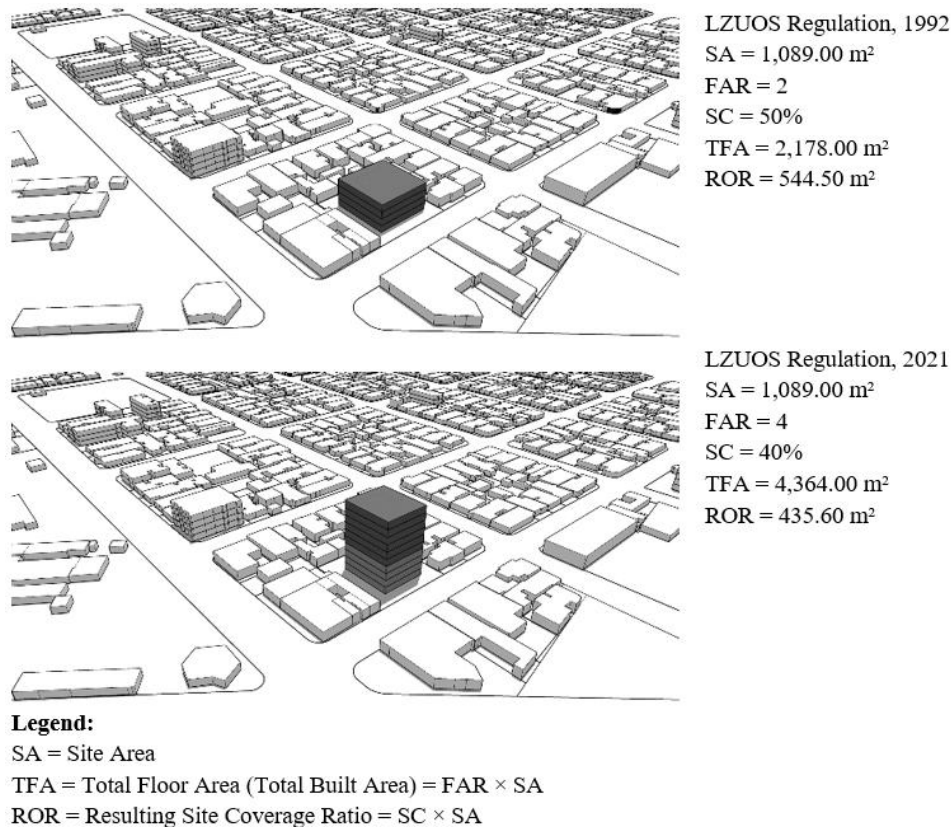 LZUOS Regulation, 1992
SA = 1,089.00 m²
FAR = 2
SC = 50%
TFA = 2,178.00 m²
ROR = 544.50 m²
LZUOS Regulation, 2021
SA = 1,089.00 m²
FAR = 4
SC = 40%
TFA = 4,364.00 m²
ROR = 435.60 m²
Legend:
SA = Site Area
TFA = Total Floor Area (Total Built Area) = FAR × SA
ROR = Resulting Site Coverage Ratio = SC × SA